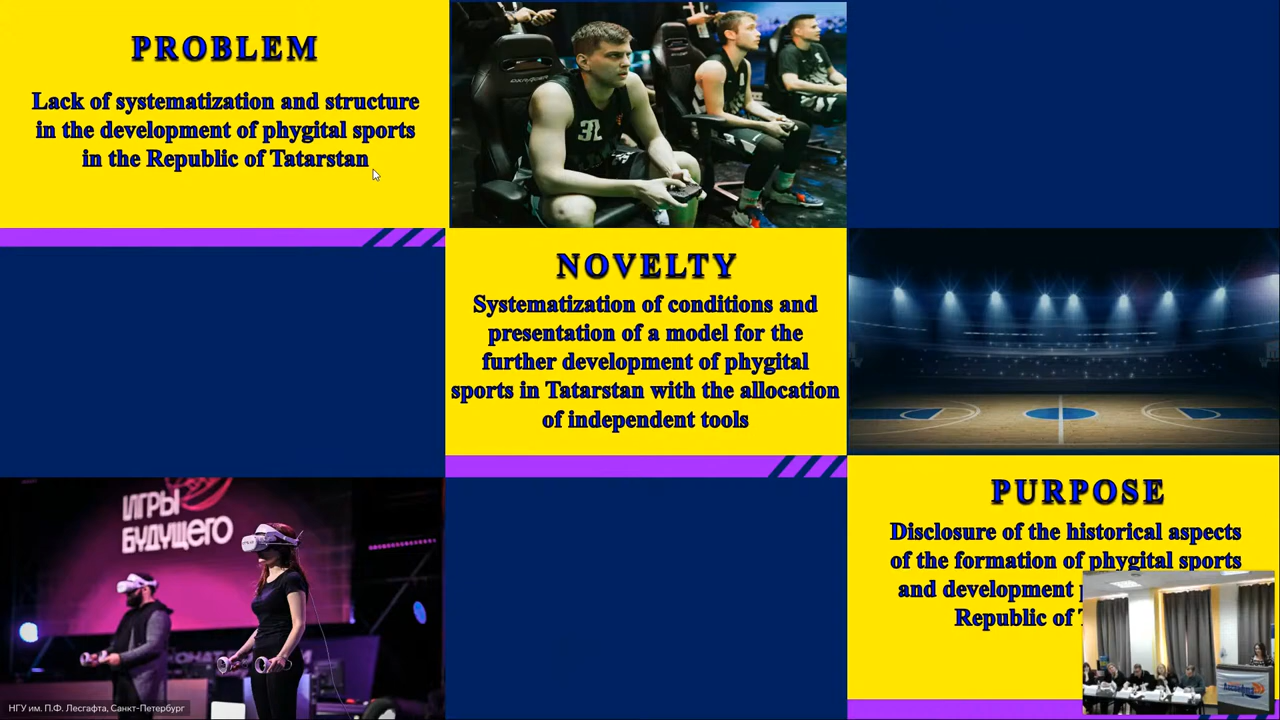 PROBLEM
Lack of systematization and structure
in the development of phygital sports
in the Republic of Tatarstan
NOVELTY
Systematization of conditions and
presentation of a model for the
further development of phygital
sports in Tatarstan with the allocation
of independent tools
PURPOSE
Disclosure of the historical aspects
of the formation of phygital sports
and development
Republic of
31
ИГРЫ
БУДУЩЕГО
НГУ им. П.Ф. Лесгафта, Санкт-Петербург